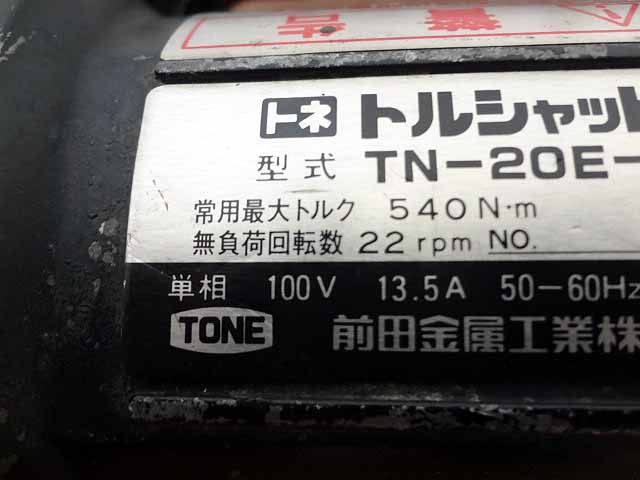 トネ トルシャット
型式 TN-20E-
常用最大トルク 540N·m
無負荷回転数 22rpm NO.
単相 100V 13.5A 50-60Hz
TONE 前田金属工業株